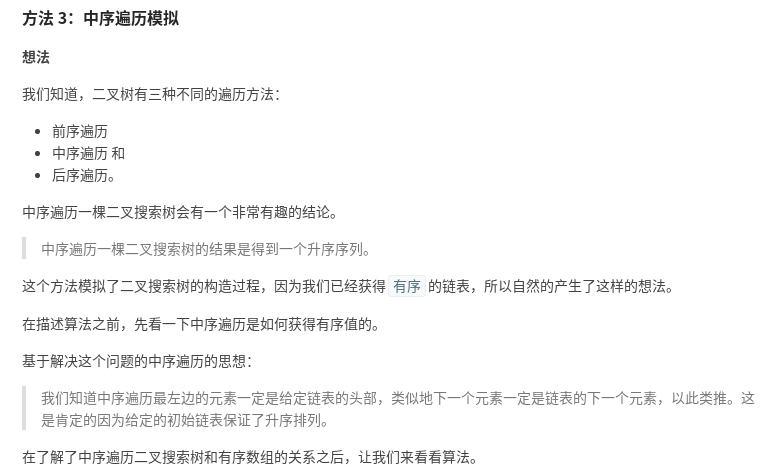 方法 3：中序遍历模拟
想法
我们知道，二叉树有三种不同的遍历方法：
前序遍历
中序遍历 和
后序遍历。
中序遍历一棵二叉搜索树会有一个非常有趣的结论。
中序遍历一棵二叉搜索树的结果是得到一个升序序列。
这个方法模拟了二叉搜索树的构造过程，因为我们已经获得 有序 的链表，所以自然的产生了这样的想法。
在描述算法之前，先看一下中序遍历是如何获得有序值的。
基于解决这个问题的中序遍历的思想：
我们知道中序遍历最左边的元素一定是给定链表的头部，类似地下一个元素一定是链表的下一个元素，以此类推。这
是肯定的因为给定的初始链表保证了升序排列。
在了解了中序遍历二叉搜索树和有序数组的关系之后，让我们来看看算法。